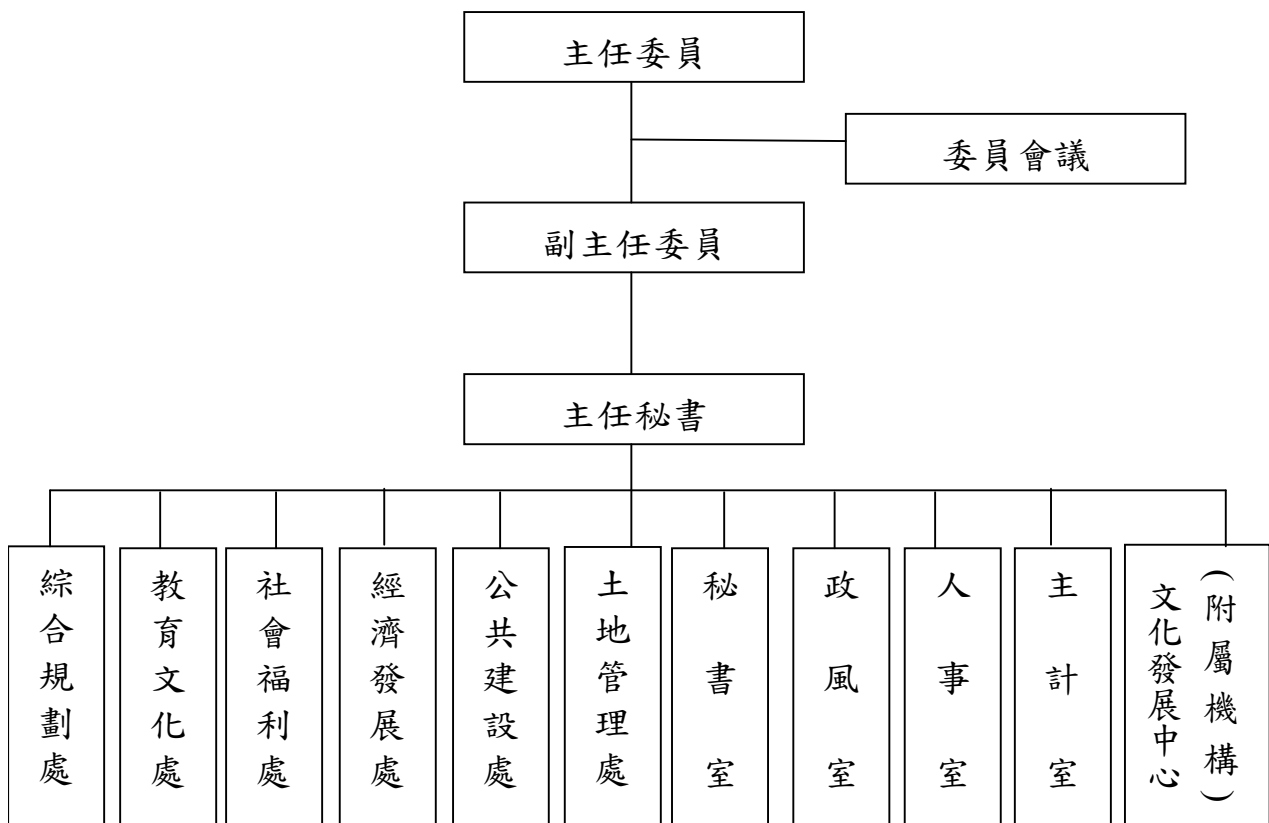 主任委員
委員會議
副主任委員
主任秘書
綜合規劃處
教育文化處
社會福利處
經濟發展處
公共建設處
土地管理處
秘書室
政風室
人事室
主計室
(附屬機構)
文化發展中心